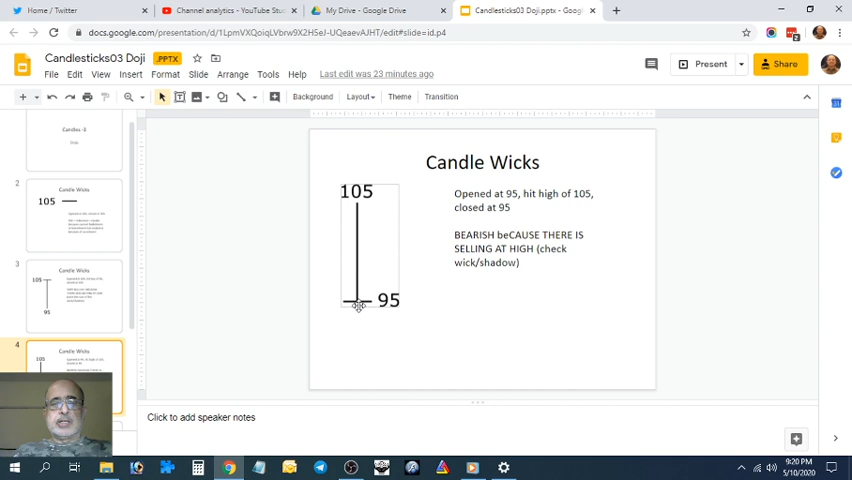 Home / Twitter
Channel analytics - YouTube Stu
My Drive - Google Drive
Candlesticks03 Doji.pptx - Goog
docs.google.com/presentation/d/1LpmVXQoiqLVbrw9X2H5eJ-UQeaevAJKT/edit#slide=id.p4
Candlesticks03 Doji
.PPTX
File Edit View Insert Format Slide Arrange Tools Help Last edit was 23 minutes ago
Present
Share
Background Layout Theme Transition
Candles -3
Doji
2
Candle Wicks
105
3
Candle Wicks
105
95
4
Candle Wicks
105
Candle Wicks
105
95
Opened at 95, hit high of 105,
closed at 95
BEARISH beCAUSE THERE IS
SELLING AT HIGH (check
wick/shadow)
Click to add speaker notes
9:20 PM
5/10/2020